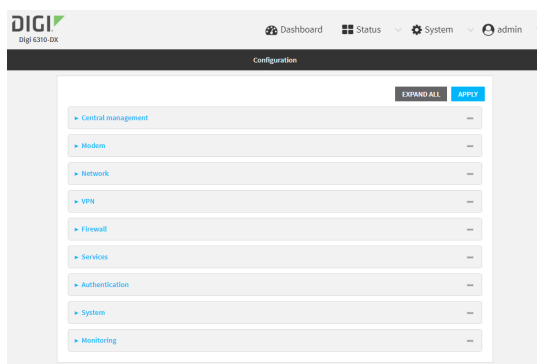 DIGI
Digi 6310-DX
Dashboard Status System admin
Configuration
EXPAND ALL APPLY
Central management
Modem
Network
VPN
Firewall
Services
Authentication
System
Monitoring